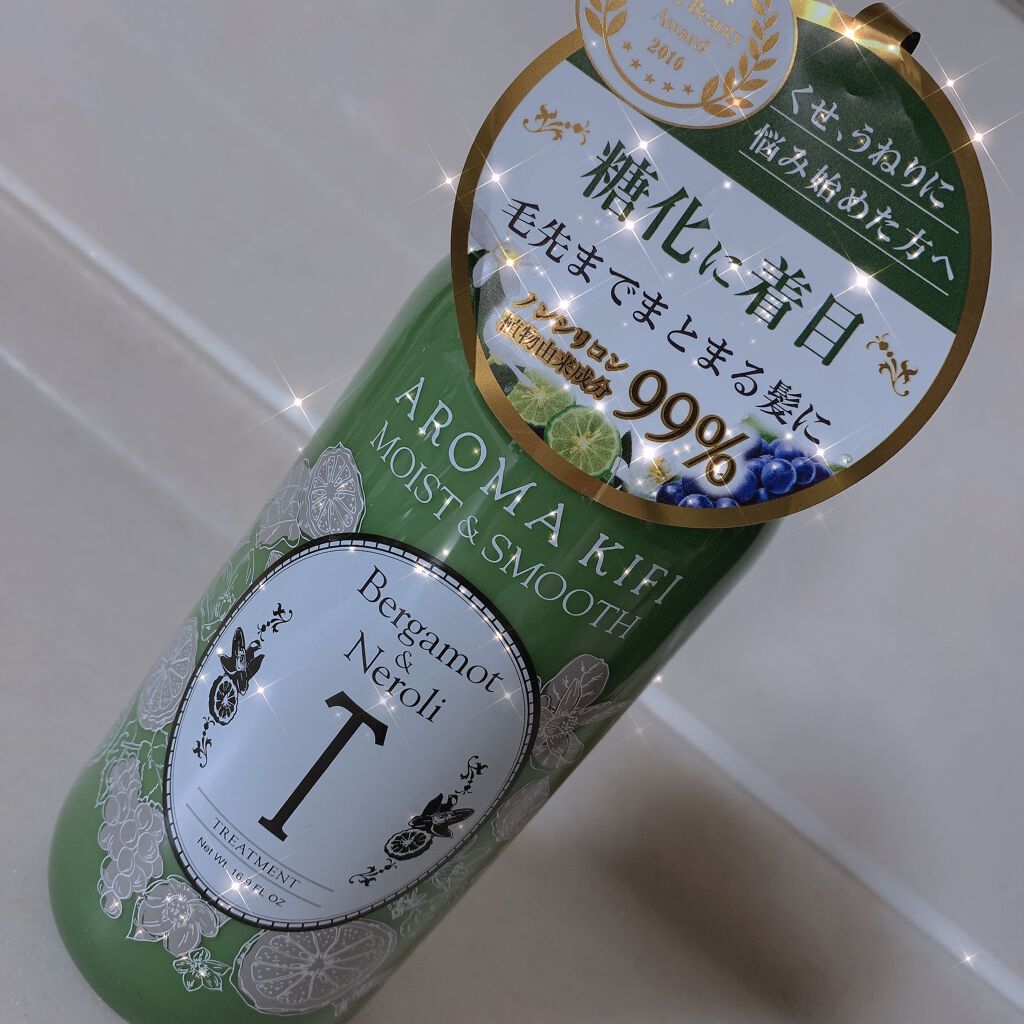 Beauty
Award
2016
くせ、うねりに
悩み始めた方へ
糖化に着目
毛先までまとまる髪に
ノンシリコン
植物由来成分
99%
AROMA KIFI
MOIST & SMOOTH
Bergamot
&
Neroli
T
TREATMENT
Net Wt. 16.9 FL OZ